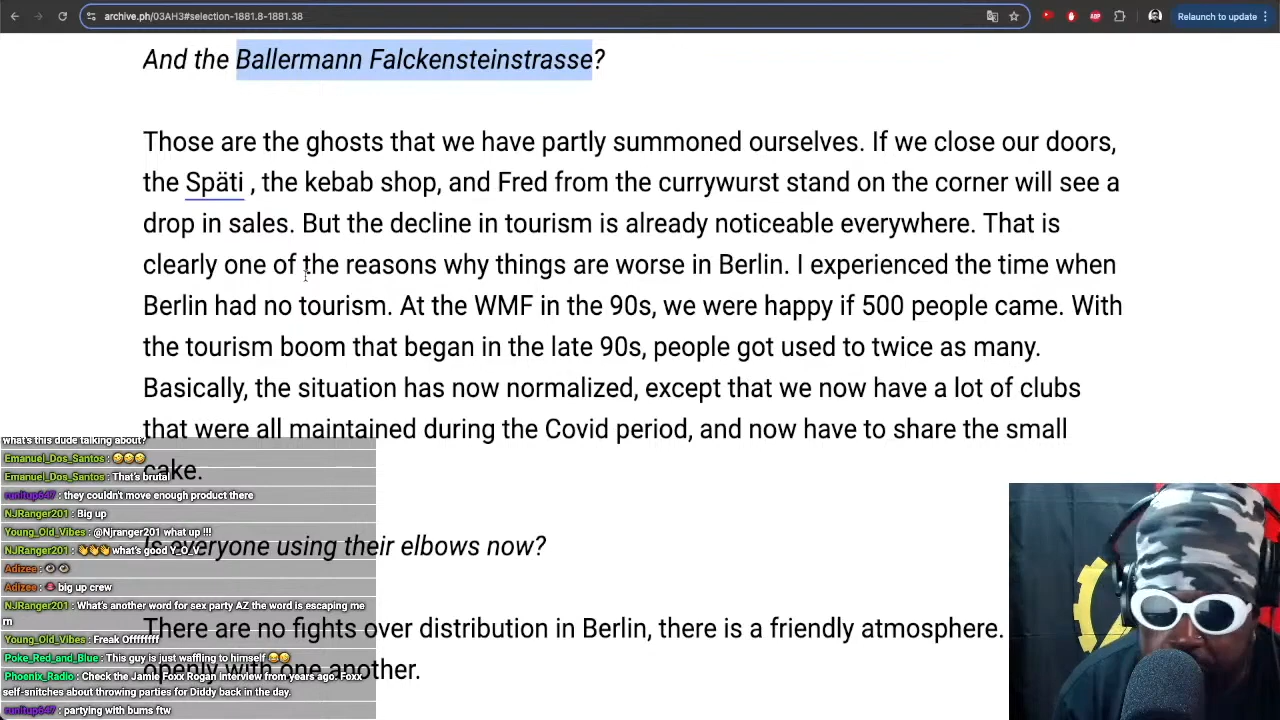 archive.ph/03AH3#selection-1881.8-1881.38
Relaunch to update
And the Ballermann Falckensteinstrasse?
Those are the ghosts that we have partly summoned ourselves. If we close our doors,
the Späti , the kebab shop, and Fred from the currywurst stand on the corner will see a
drop in sales. But the decline in tourism is already noticeable everywhere. That is
clearly one of the reasons why things are worse in Berlin. I experienced the time when
Berlin had no tourism. At the WMF in the 90s, we were happy if 500 people came. With
the tourism boom that began in the late 90s, people got used to twice as many.
Basically, the situation has now normalized, except that we now have a lot of clubs
that were all maintained during the Covid period, and now have to share the small
cake.
Is everyone using their elbows now?
There are no fights over distribution in Berlin, there is a friendly atmosphere.
openly with one another.
what's this dude talking about?
Emanuel_Dos_Santos : 🤣🤣🤣
Emanuel_Dos_Santos : That's brutal
runitup647 : they couldn't move enough product there
NJRanger201 : Big up
Young_Old_Vibes : @Njranger201 what up !!!
NJRanger201 : 👏👏👏 what's good Y_O_V
Adizee :
Adizee : big up crew
NJRanger201 : What's another word for sex party AZ the word is escaping me
rn
Young_Old_Vibes : Freak Offffffff
Poke_Red_and_Blue : This guy is just waffling to himself 😂🤣
Phoenix_Radio : Check the Jamie Foxx Rogan interview from years ago. Foxx
self-snitches about throwing parties for Diddy back in the day.
runitup647 : partying with bums ftw